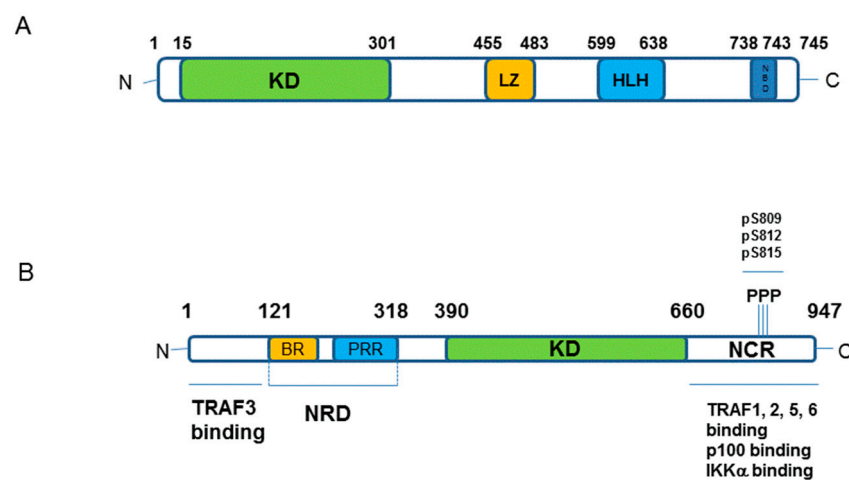 A
1 15 301 455 483 599 638 738 743 745
N KD LZ HLH NBD C
pS809
pS812
pS815
B
PPP
1 121 318 390 660 947
N BR PRR KD NCR C
TRAF3
binding
NRD
TRAF1, 2, 5, 6
binding
p100 binding
IKKα binding